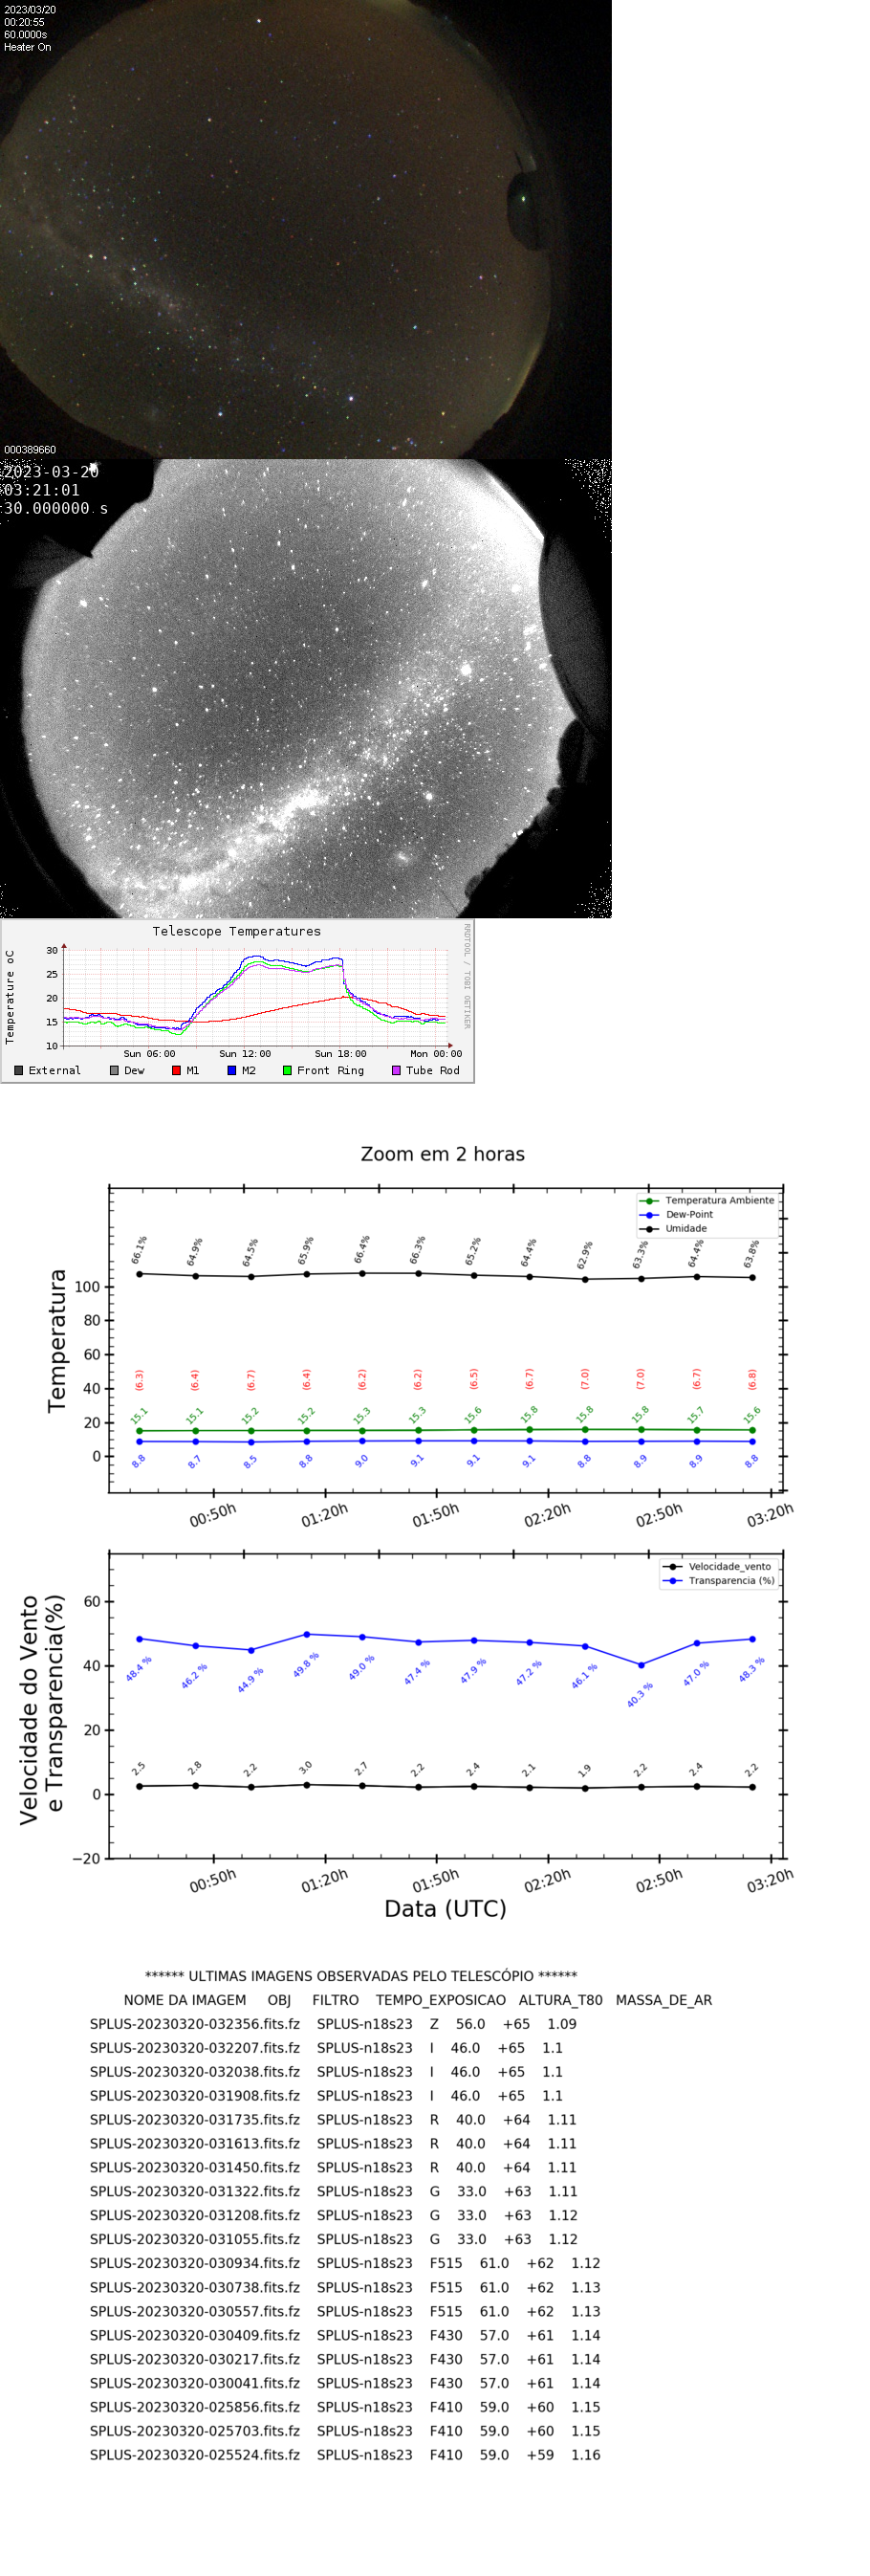 2023/03/20
00:20:55
60.0000s
Heater On
000389660
2023-03-20
03:21:01
30.000000 s
Telescope Temperatures
RRDTOOL / TOBI OETIKER
Temperature oC
30
25
20
15
10
Sun 06:00 Sun 12:00 Sun 18:00 Mon 00:00
External Dew M1 M2 Front Ring Tube Rod
Zoom em 2 horas
Temperatura Ambiente
Dew-Point
Umidade
66.1% 64.9% 64.5% 65.9% 66.4% 66.3% 65.2% 64.4% 62.9% 63.3% 64.4% 63.8%
Temperatura
100
80
60
40
20
0
(6.3) (6.4) (6.7) (6.4) (6.2) (6.2) (6.5) (6.7) (7.0) (7.0) (6.7) (6.8)
15.1 15.1 15.2 15.2 15.3 15.3 15.6 15.8 15.8 15.8 15.7 15.6
8.8 8.7 8.5 8.8 9.0 9.1 9.1 9.1 8.8 8.9 8.9 8.8
00:50h 01:20h 01:50h 02:20h 02:50h 03:20h
Velocidade_vento
Transparencia (%)
Velocidade do Vento
e Transparencia(%)
60
40
20
0
−20
48.4 % 46.2 % 44.9 % 49.8 % 49.0 % 47.4 % 47.9 % 47.2 % 46.1 % 40.3 % 47.0 % 48.3 %
2.5 2.8 2.2 3.0 2.7 2.2 2.4 2.1 1.9 2.2 2.4 2.2
00:50h 01:20h 01:50h 02:20h 02:50h 03:20h
Data (UTC)
****** ULTIMAS IMAGENS OBSERVADAS PELO TELESCÓPIO ******
NOME DA IMAGEM OBJ FILTRO TEMPO_EXPOSICAO ALTURA_T80 MASSA_DE_AR
SPLUS-20230320-032356.fits.fz SPLUS-n18s23 Z 56.0 +65 1.09
SPLUS-20230320-032207.fits.fz SPLUS-n18s23 I 46.0 +65 1.1
SPLUS-20230320-032038.fits.fz SPLUS-n18s23 I 46.0 +65 1.1
SPLUS-20230320-031908.fits.fz SPLUS-n18s23 I 46.0 +65 1.1
SPLUS-20230320-031735.fits.fz SPLUS-n18s23 R 40.0 +64 1.11
SPLUS-20230320-031613.fits.fz SPLUS-n18s23 R 40.0 +64 1.11
SPLUS-20230320-031450.fits.fz SPLUS-n18s23 R 40.0 +64 1.11
SPLUS-20230320-031322.fits.fz SPLUS-n18s23 G 33.0 +63 1.11
SPLUS-20230320-031208.fits.fz SPLUS-n18s23 G 33.0 +63 1.12
SPLUS-20230320-031055.fits.fz SPLUS-n18s23 G 33.0 +63 1.12
SPLUS-20230320-030934.fits.fz SPLUS-n18s23 F515 61.0 +62 1.12
SPLUS-20230320-030738.fits.fz SPLUS-n18s23 F515 61.0 +62 1.13
SPLUS-20230320-030557.fits.fz SPLUS-n18s23 F515 61.0 +62 1.13
SPLUS-20230320-030409.fits.fz SPLUS-n18s23 F430 57.0 +61 1.14
SPLUS-20230320-030217.fits.fz SPLUS-n18s23 F430 57.0 +61 1.14
SPLUS-20230320-030041.fits.fz SPLUS-n18s23 F430 57.0 +61 1.14
SPLUS-20230320-025856.fits.fz SPLUS-n18s23 F410 59.0 +60 1.15
SPLUS-20230320-025703.fits.fz SPLUS-n18s23 F410 59.0 +60 1.15
SPLUS-20230320-025524.fits.fz SPLUS-n18s23 F410 59.0 +59 1.16